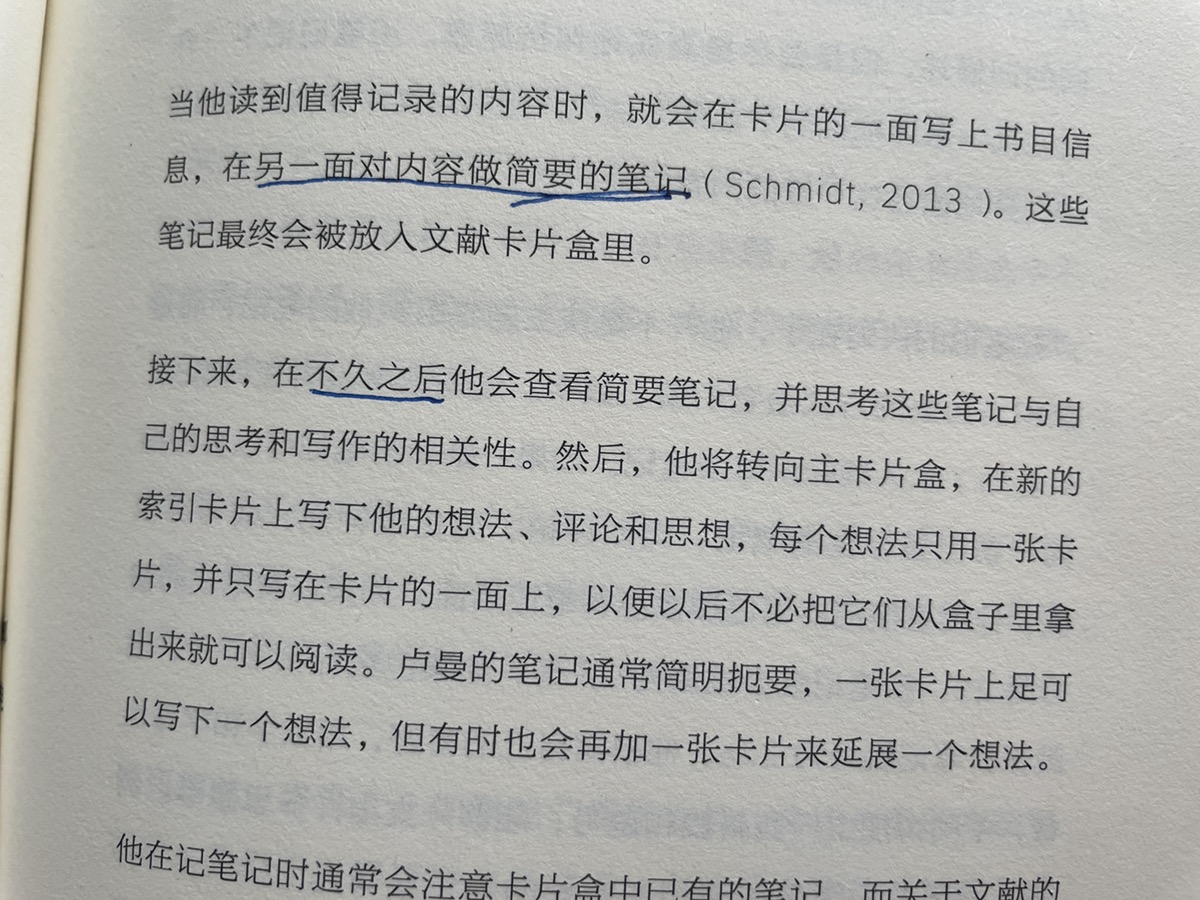 当他读到值得记录的内容时，就会在卡片的一面写上书目信
息，在另一面对内容做简要的笔记（Schmidt, 2013）。这些
笔记最终会被放入文献卡片盒里。
接下来，在不久之后他会查看简要笔记，并思考这些笔记与自
己的思考和写作的相关性。然后，他将转向主卡片盒，在新的
索引卡片上写下他的想法、评论和思想，每个想法只用一张卡
片，并只写在卡片的一面上，以便以后不必把它们从盒子里拿
出来就可以阅读。卢曼的笔记通常简明扼要，一张卡片上足可
以写下一个想法，但有时也会再加一张卡片来延展一个想法。
他在记笔记时通常会注意卡片盒中已有的笔记，而关于文献的